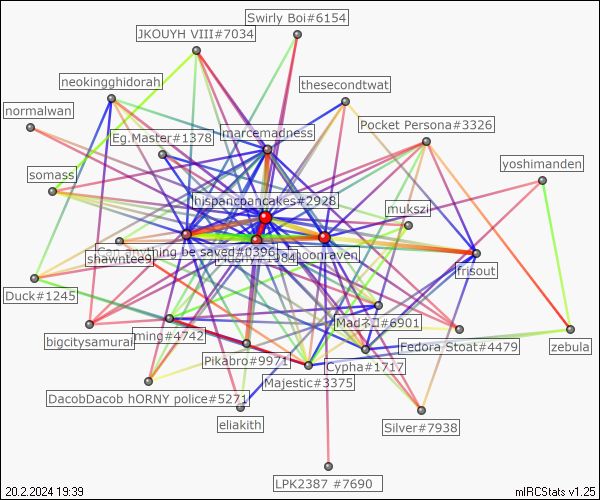 Swirly Boi#6154
JKOUYH VIII#7034
neokingghidorah
thesecondtwat
normalwan
Pocket Persona#3326
marcemadness
Eg.Master#1378
yoshimanden
somass
hispancpancakes#2928
mukszi
Can anything be saved#0396
moonraven
shawntee9
frisout
Duck#1245
Madネコ#6901
bigcitysamurai
ming#4742
Fedora Stoat#4479
zebula
Pikabro#9971
Cypha#1717
Majestic#3375
DacobDacob hORNY police#5271
eliakith
Silver#7938
LPK2387 #7690
20.2.2024 19:39
mIRCStats v1.25